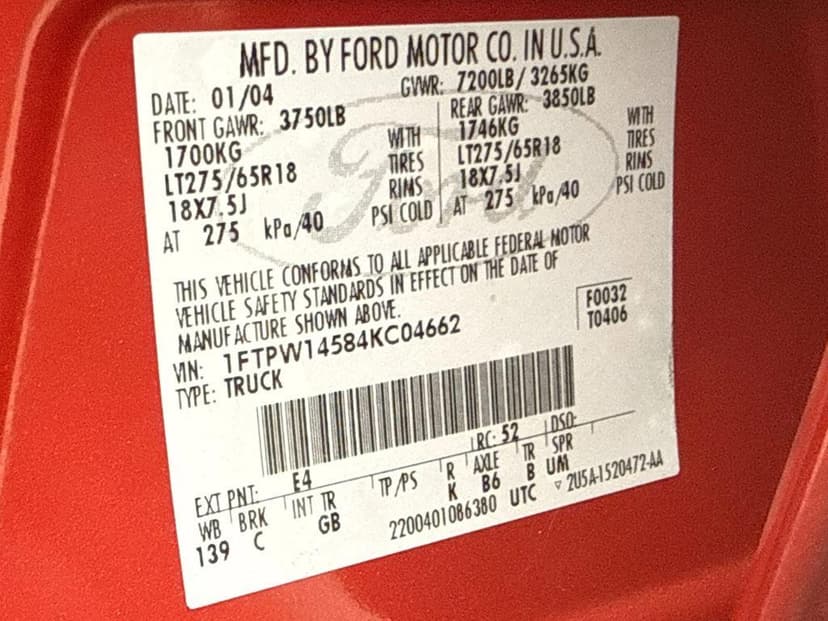 MFD. BY FORD MOTOR CO. IN U.S.A.
DATE: 01/04 GVWR: 7200LB/ 3265KG
FRONT GAWR: 3750LB REAR GAWR: 3850LB
1700KG WITH 1746KG WITH
LT275/65R18 TIRES LT275/65R18 TIRES
18X7.5J RIMS 18X7.5J RINS
AT 275 kPa/40 PSI COLD AT 275 kPa/40 PSI COLD
Ford
THIS VEHICLE CONFORMS TO ALL APPLICABLE FEDERAL MOTOR
VEHICLE SAFETY STANDARDS IN EFFECT ON THE DATE OF
MANUFACTURE SHOWN ABOVE.
F0032
T0406
VIN: 1FTPW14584KC04662
TYPE: TRUCK
EXT PNT: E4 RC: 52 DSO:
WB BRK INT TR TP/PS R AXLE TR SPR
139 C GB K B6 B UM
2200401086380 UTC ▽ 2U5A-1520472-AA